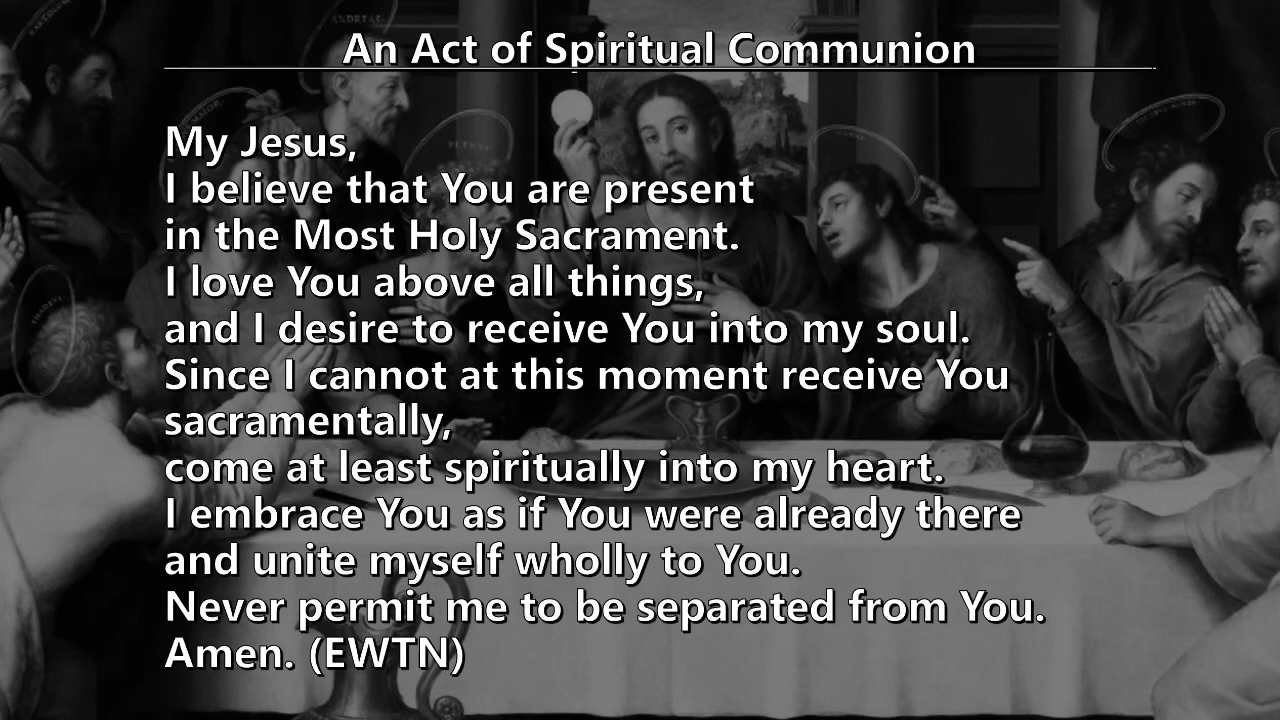 An Act of Spiritual Communion
My Jesus,
I believe that You are present
in the Most Holy Sacrament.
I love You above all things,
and I desire to receive You into my soul.
Since I cannot at this moment receive You
sacramentally,
come at least spiritually into my heart.
I embrace You as if You were already there
and unite myself wholly to You.
Never permit me to be separated from You.
Amen. (EWTN)